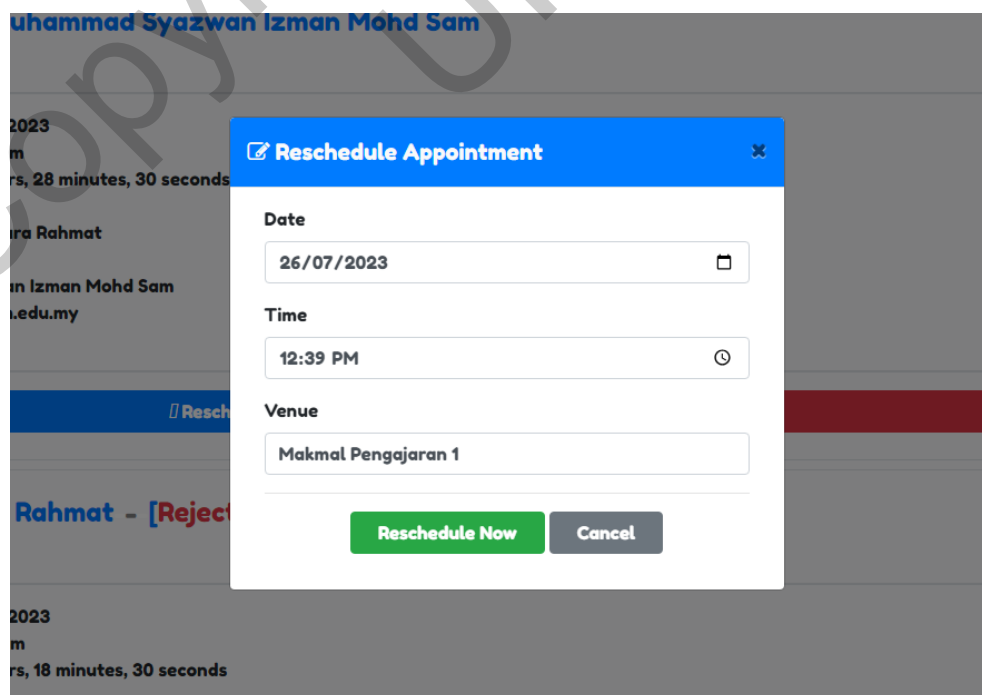 uhammad Syazwan Izman Mohd Sam
2023
m
rs, 28 minutes, 30 seconds
ara Rahmat
an Izman Mohd Sam
.edu.my
Resch
Reschedule Appointment
Date
26/07/2023
Time
12:39 PM
Venue
Makmal Pengajaran 1
Reschedule Now Cancel
Rahmat - [Reject
2023
m
rs, 18 minutes, 30 seconds